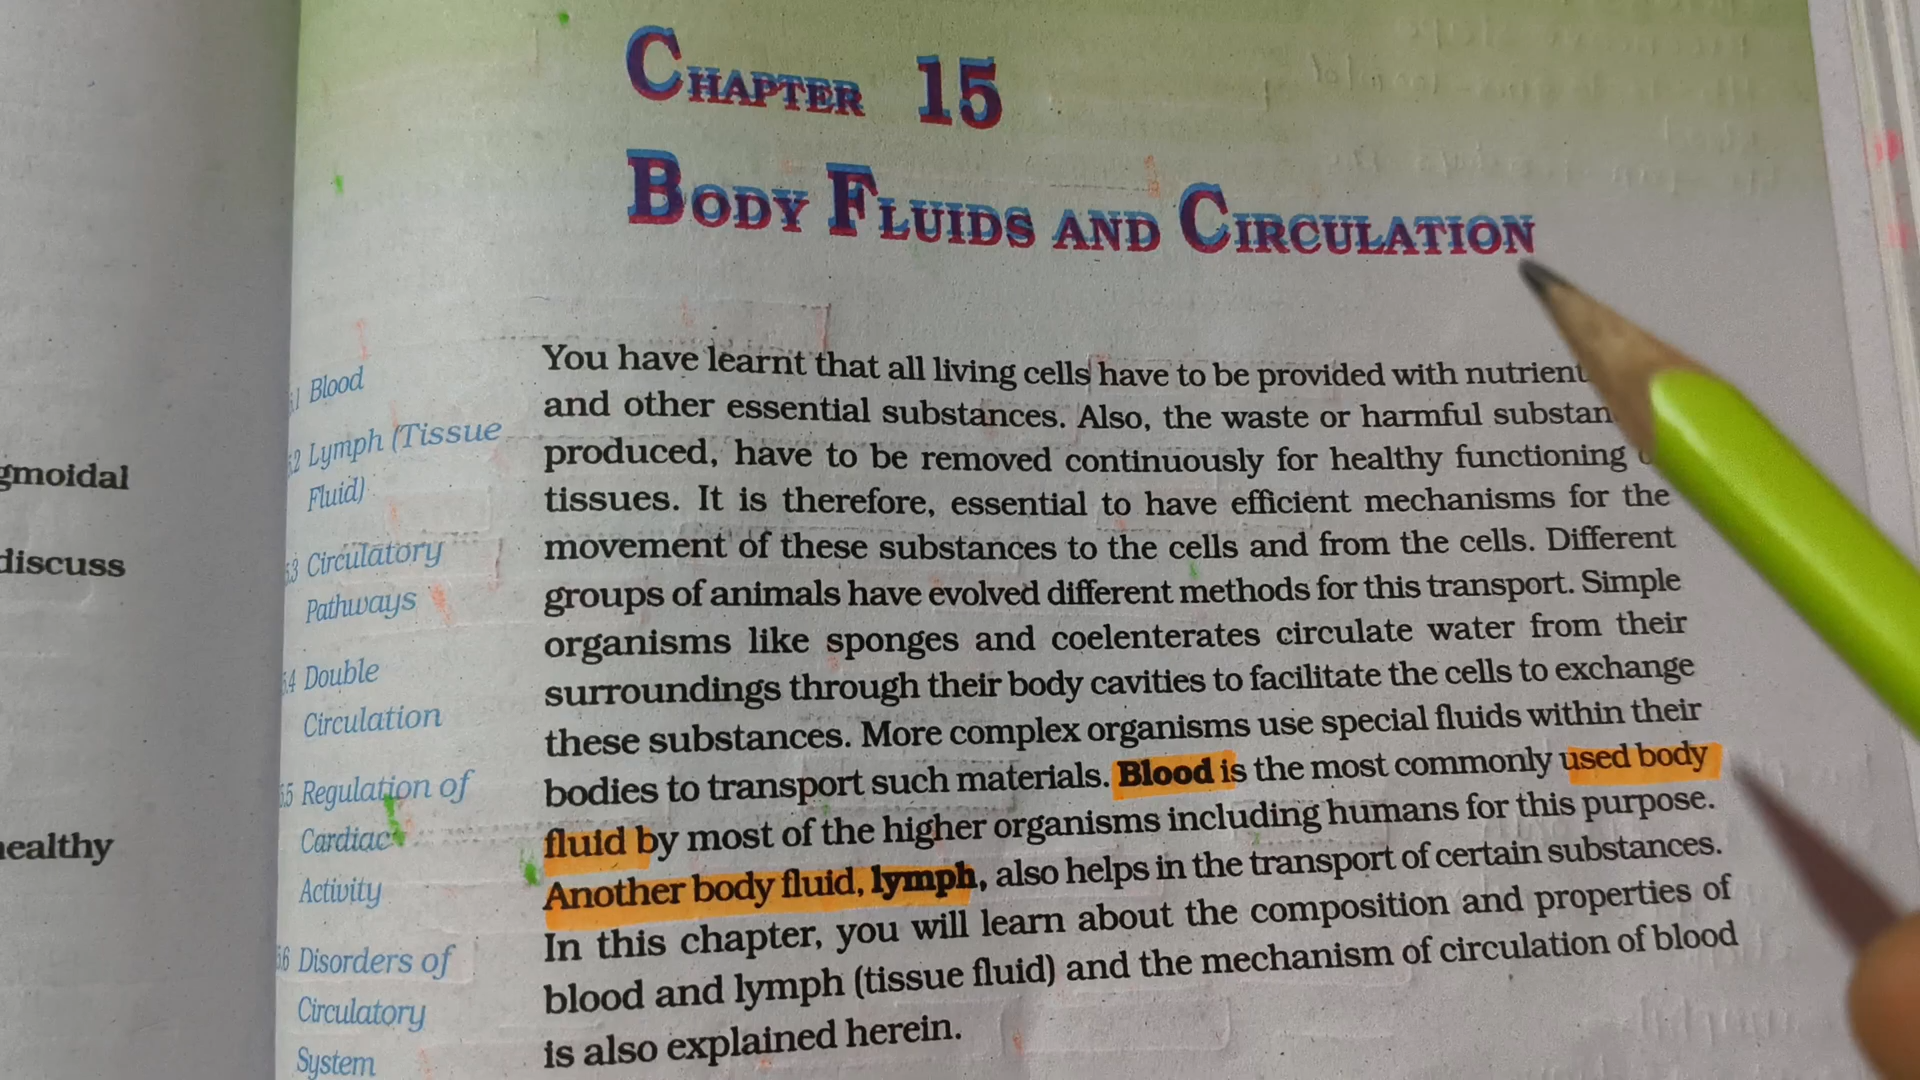 CHAPTER 15
BODY FLUIDS AND CIRCULATION
gmoidal
discuss
healthy
.1 Blood
.2 Lymph (Tissue
Fluid)
.3 Circulatory
Pathways
.4 Double
Circulation
.5 Regulation of
Cardiac
Activity
.6 Disorders of
Circulatory
System
You have learnt that all living cells have to be provided with nutrient
and other essential substances. Also, the waste or harmful substan
produced, have to be removed continuously for healthy functioning
tissues. It is therefore, essential to have efficient mechanisms for the
movement of these substances to the cells and from the cells. Different
groups of animals have evolved different methods for this transport. Simple
organisms like sponges and coelenterates circulate water from their
surroundings through their body cavities to facilitate the cells to exchange
these substances. More complex organisms use special fluids within their
bodies to transport such materials. Blood is the most commonly used body
fluid by most of the higher organisms including humans for this purpose.
Another body fluid, lymph, also helps in the transport of certain substances.
In this chapter, you will learn about the composition and properties of
blood and lymph (tissue fluid) and the mechanism of circulation of blood
is also explained herein.